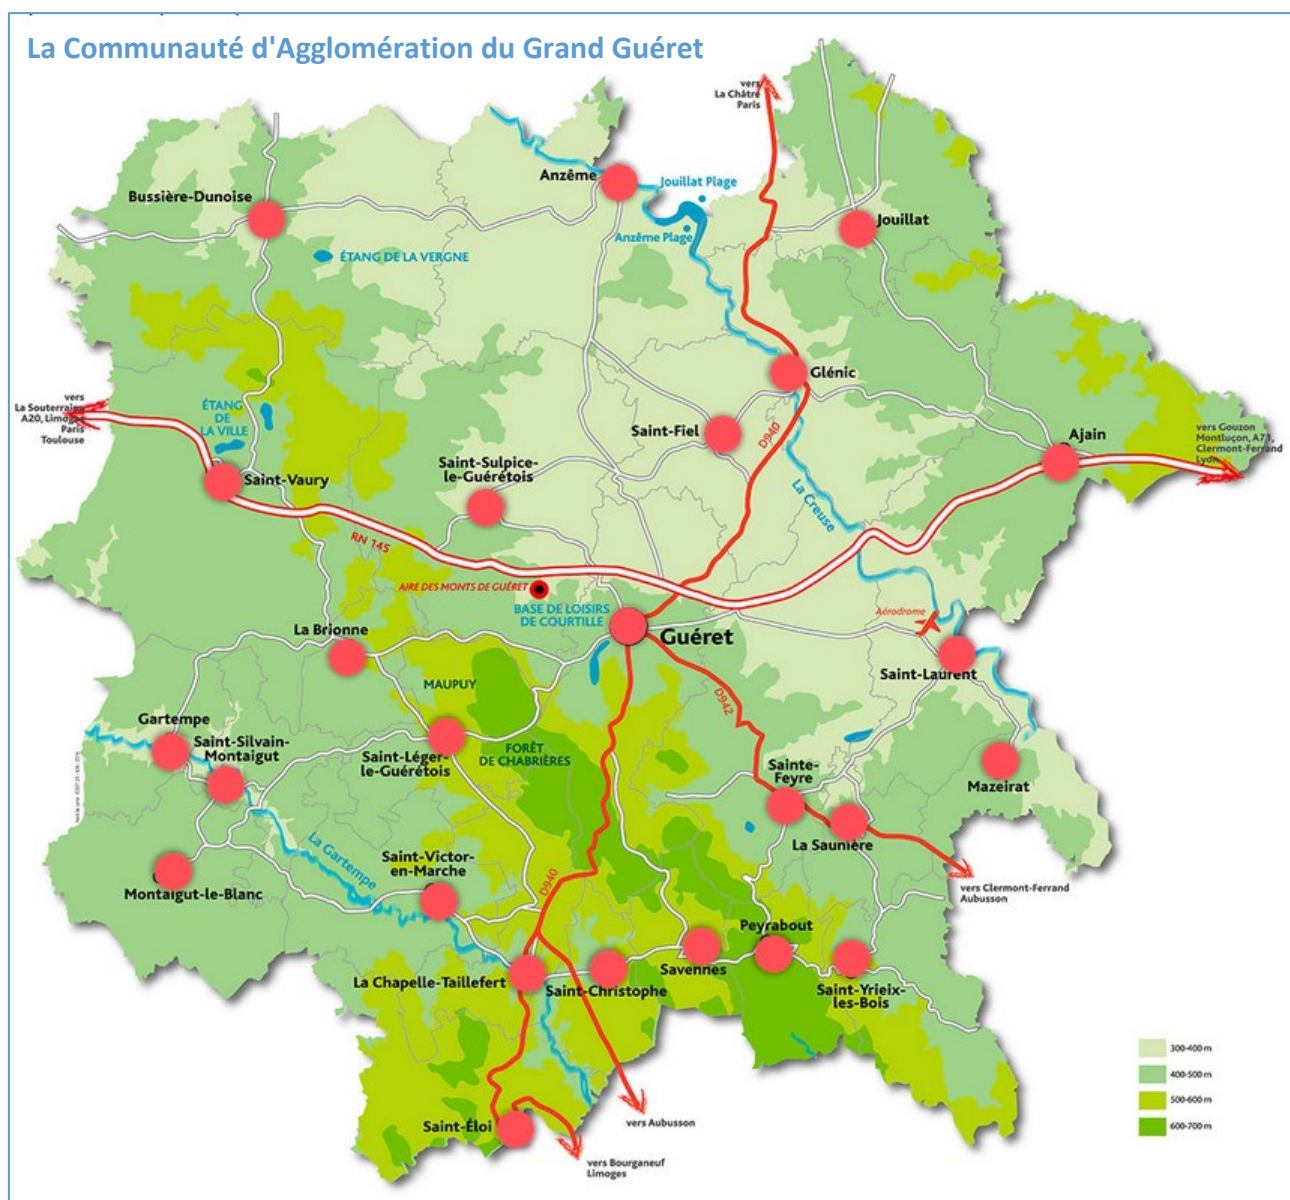 La Communauté d'Agglomération du Grand Guéret
vers
La Châtre
Paris
Anzême
Jouillat Plage
Bussière-Dunoise
Jouillat
Anzême Plage
ÉTANG DE LA VERGNE
Glénic
vers
La Souterraine
A20, Limoges
Paris
Toulouse
ÉTANG
DE
LA VILLE
Saint-Fiel
D940
Ajain
vers Gouzon
Montluçon, A71,
Clermont-Ferrand
Lyon
Saint-Sulpice-
le-Guérétois
Saint-Vaury
La Creuse
RN 145
AIRE DES MONTS DE GUÉRET
BASE DE LOISIRS
DE COURTILLE
Aérodrome
La Brionne
Guéret
Saint-Laurent
MAUPUY
D942
Gartempe
Saint-Silvain-
Montaigut
Saint-Léger-
le-Guérétois
FORÊT
DE CHABRIÈRES
Sainte-
Feyre
Mazeirat
La Saunière
La Gartempe
Saint-Victor-
en-Marche
D940
Montaigut-le-Blanc
vers Clermont-Ferrand
Aubusson
Peyrabout
Savennes
La Chapelle-Taillefert
Saint-Christophe
Saint-Yrieix-
les-Bois
300-400 m
400-500 m
500-600 m
600-700 m
Saint-Éloi
vers Aubusson
vers Bourganeuf
Limoges